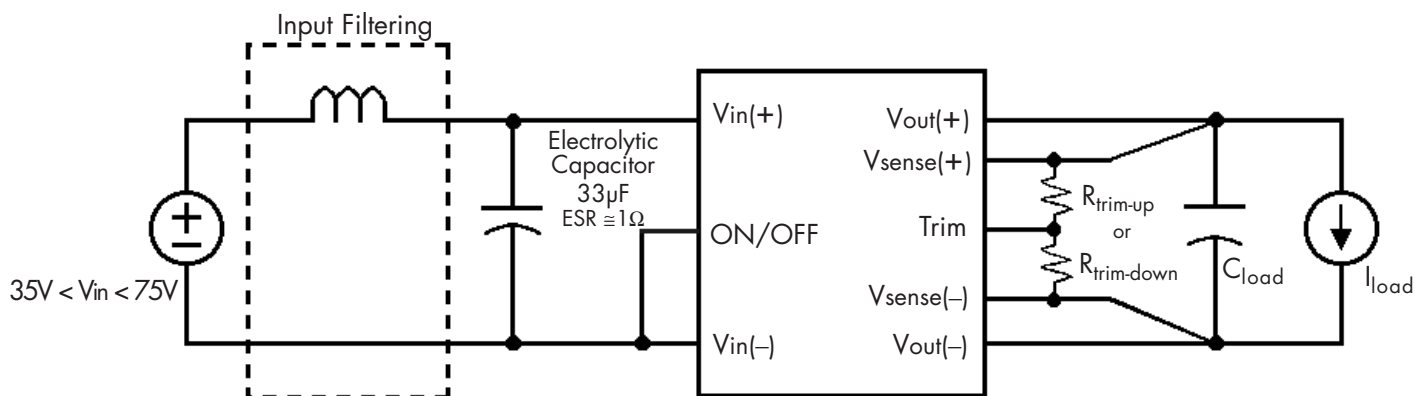 Input Filtering
35V < Vin < 75V
Electrolytic
Capacitor
33µF
ESR ≅ 1Ω
Vin(+)
ON/OFF
Vin(–)
Vout(+)
Vsense(+)
Trim
Vsense(–)
Vout(–)
Rtrim-up
or
Rtrim-down
Cload
Iload